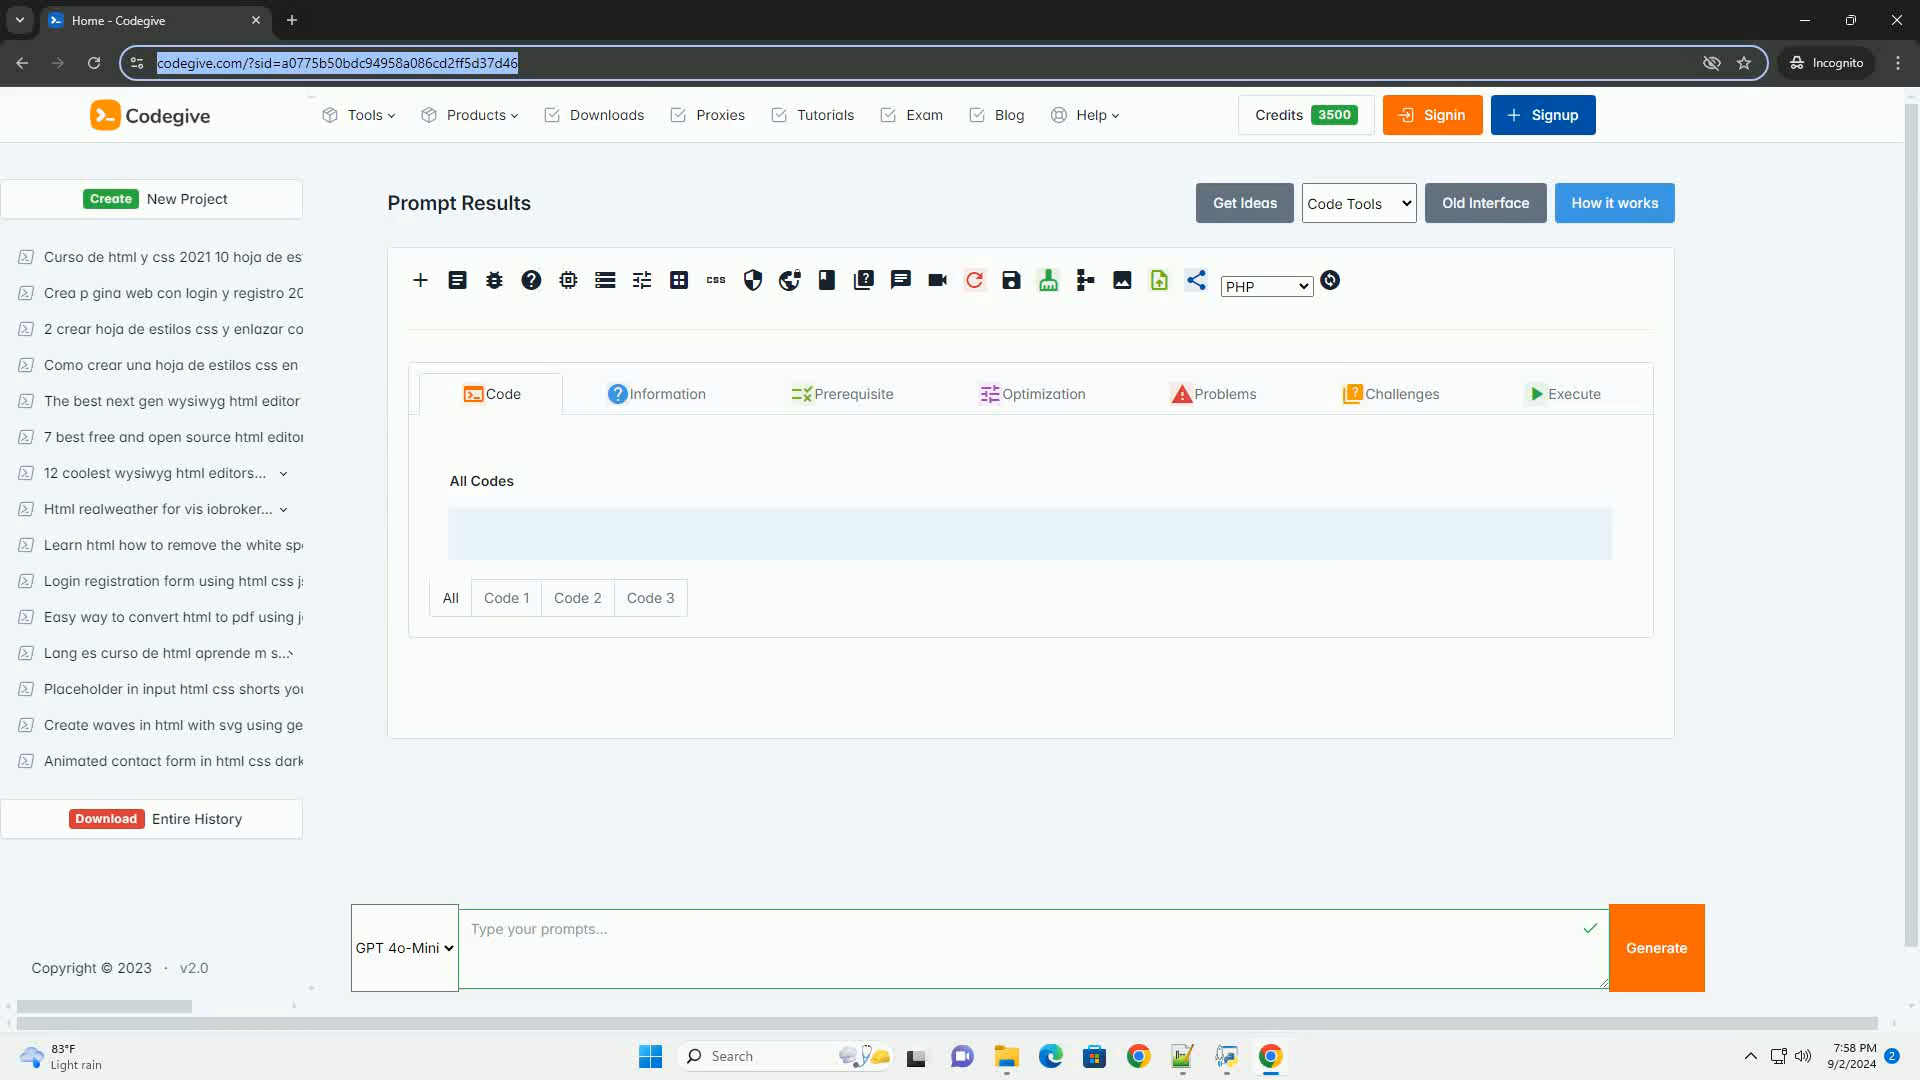 Home - Codegive
codegive.com/?sid=a0775b50bdc94958a086cd2ff5d37d46
Incognito
Codegive
Tools
Products
Downloads
Proxies
Tutorials
Exam
Blog
Help
Credits 3500
Signin
Signup
Create New Project
Curso de html y css 2021 10 hoja de es
Crea p gina web con login y registro 20
2 crear hoja de estilos css y enlazar co
Como crear una hoja de estilos css en
The best next gen wysiwyg html editor
7 best free and open source html editor
12 coolest wysiwyg html editors...
Html realweather for vis iobroker...
Learn html how to remove the white sp
Login registration form using html css j
Easy way to convert html to pdf using j
Lang es curso de html aprende m s...
Placeholder in input html css shorts you
Create waves in html with svg using ge
Animated contact form in html css dark
Download Entire History
Copyright © 2023 · v2.0
Prompt Results
Get Ideas
Code Tools
Old Interface
How it works
css
PHP
Code
Information
Prerequisite
Optimization
Problems
Challenges
Execute
All Codes
All
Code 1
Code 2
Code 3
GPT 4o-Mini
Type your prompts...
Generate
83°F
Light rain
Search
7:58 PM
9/2/2024
2